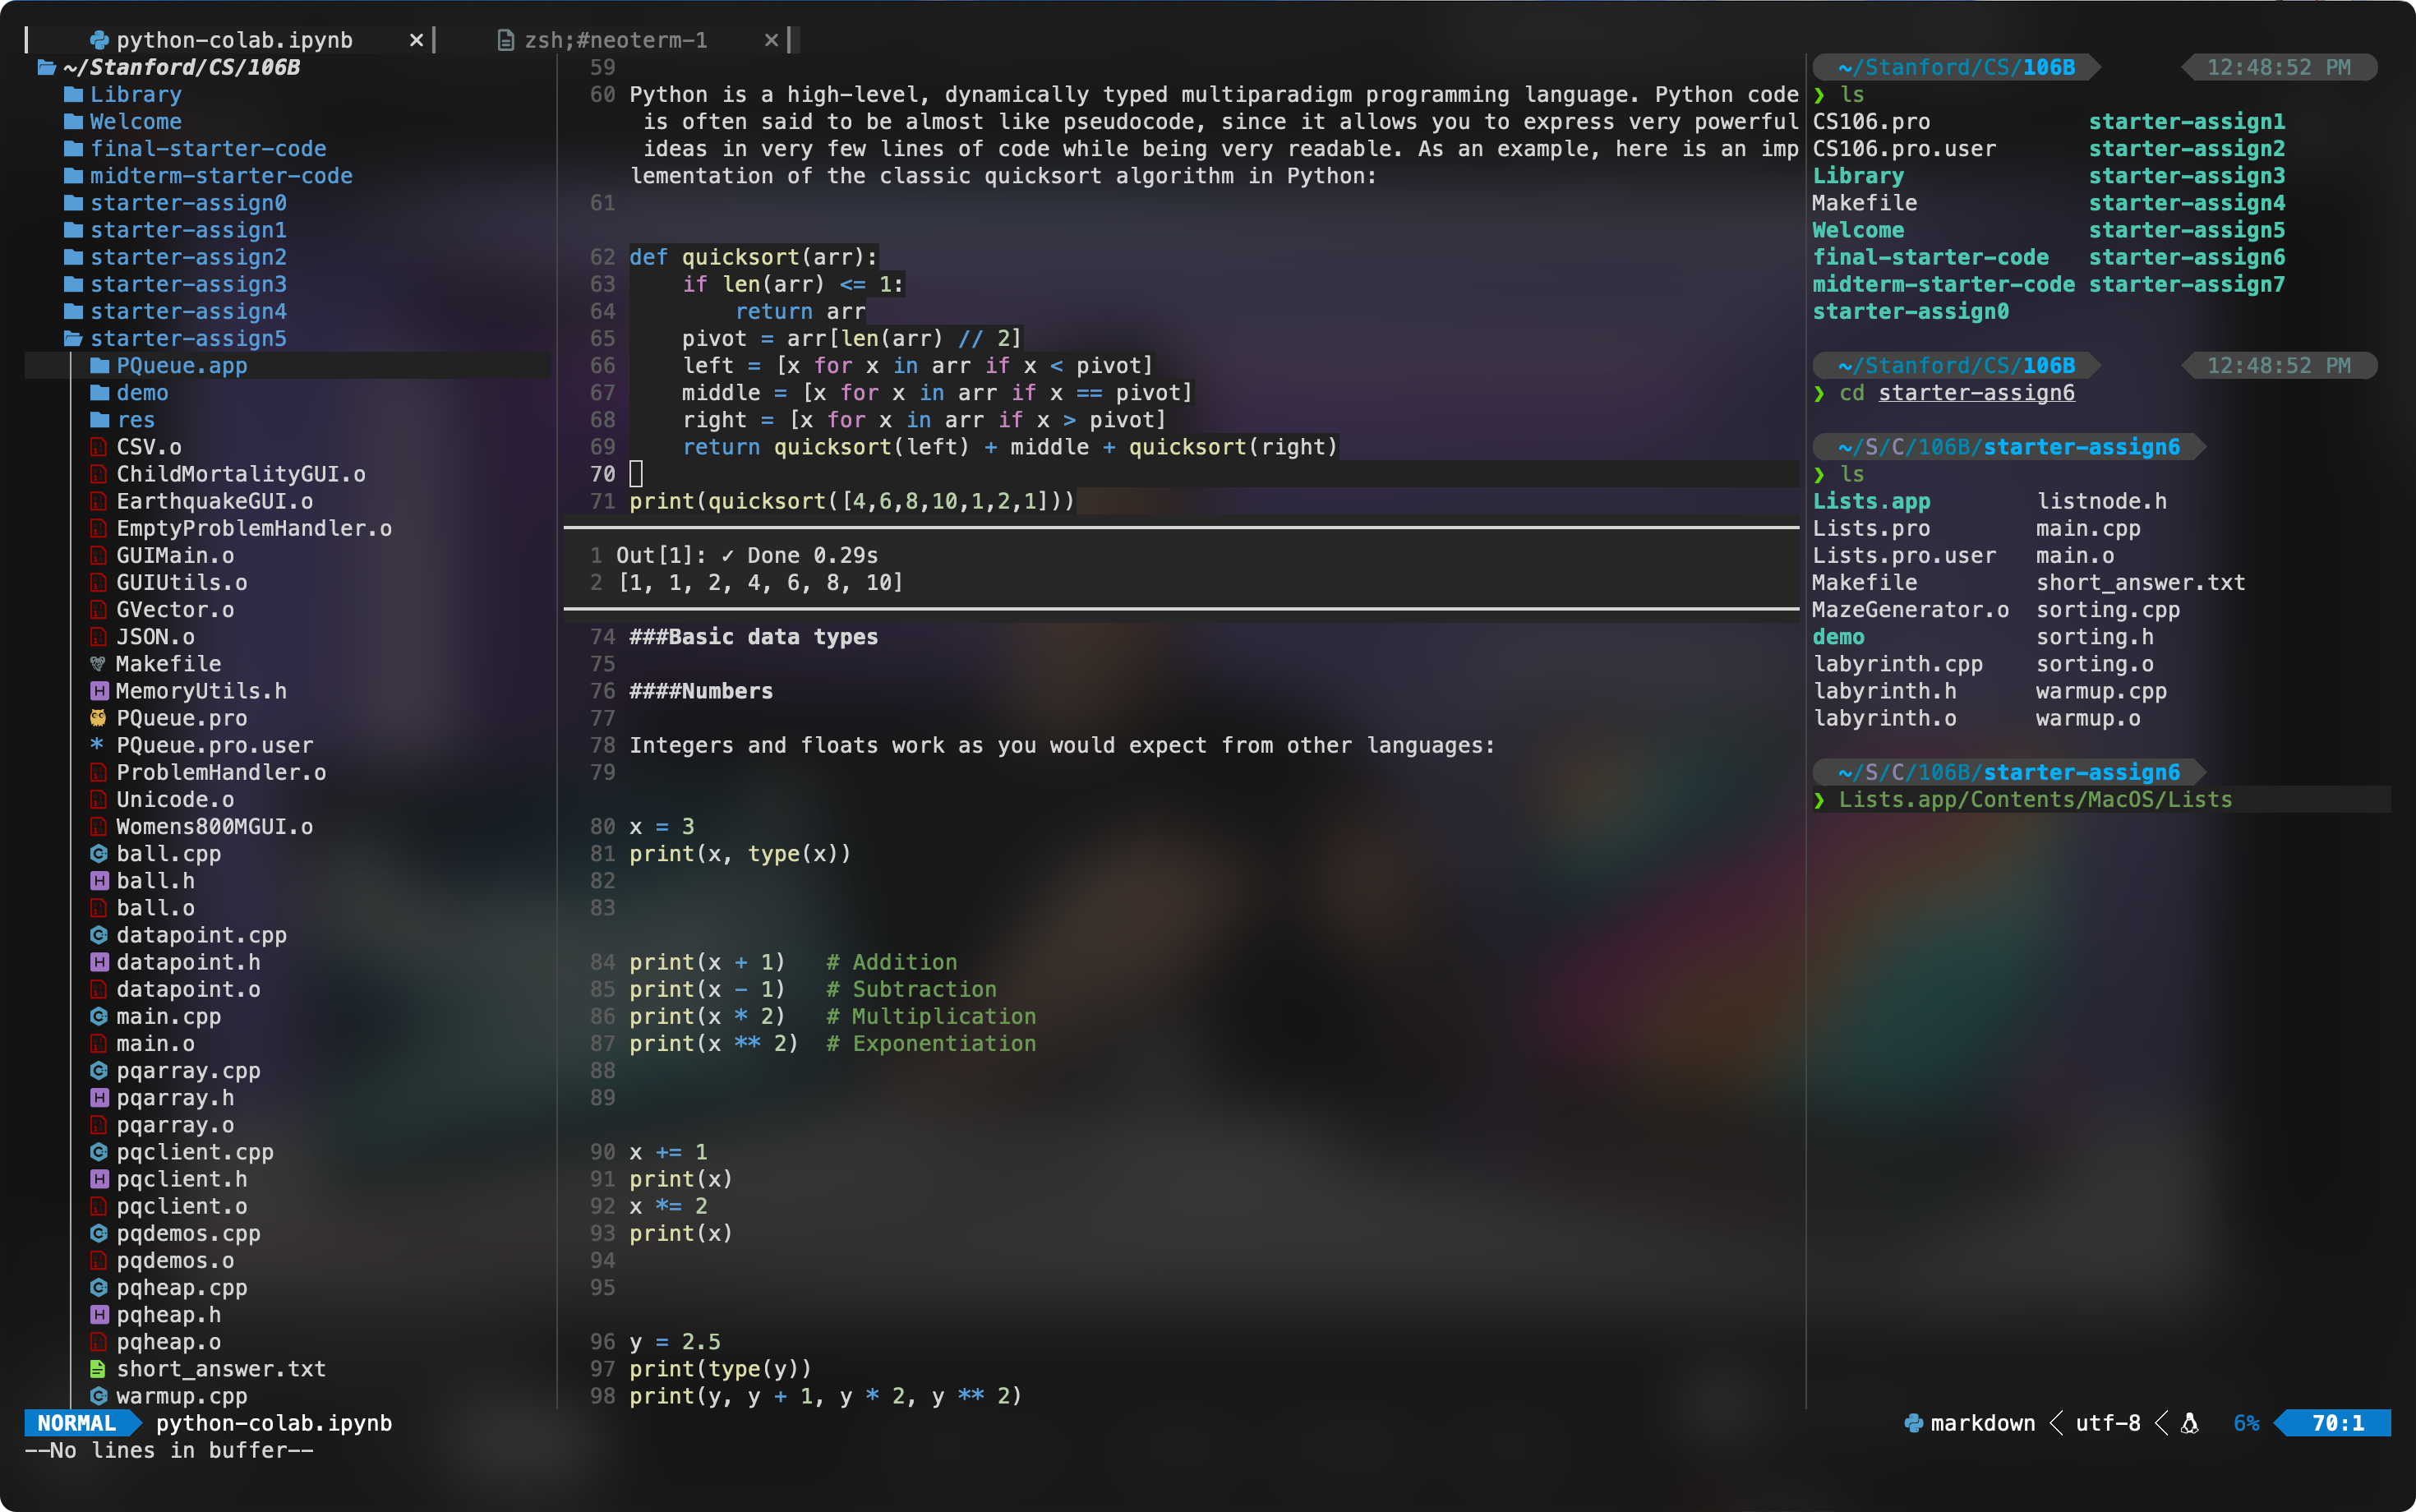 python-colab.ipynb × zsh;#neoterm-1 ×
~/Stanford/CS/106B
Library
Welcome
final-starter-code
midterm-starter-code
starter-assign0
starter-assign1
starter-assign2
starter-assign3
starter-assign4
starter-assign5
PQueue.app
demo
res
CSV.o
ChildMortalityGUI.o
EarthquakeGUI.o
EmptyProblemHandler.o
GUIMain.o
GUIUtils.o
GVector.o
JSON.o
Makefile
MemoryUtils.h
PQueue.pro
PQueue.pro.user
ProblemHandler.o
Unicode.o
Womens800MGUI.o
ball.cpp
ball.h
ball.o
datapoint.cpp
datapoint.h
datapoint.o
main.cpp
main.o
pqarray.cpp
pqarray.h
pqarray.o
pqclient.cpp
pqclient.h
pqclient.o
pqdemos.cpp
pqdemos.o
pqheap.cpp
pqheap.h
pqheap.o
short_answer.txt
warmup.cpp
59
60 Python is a high-level, dynamically typed multiparadigm programming language. Python code
is often said to be almost like pseudocode, since it allows you to express very powerful
ideas in very few lines of code while being very readable. As an example, here is an imp
lementation of the classic quicksort algorithm in Python:
61
62 def quicksort(arr):
63     if len(arr) <= 1:
64         return arr
65     pivot = arr[len(arr) // 2]
66     left = [x for x in arr if x < pivot]
67     middle = [x for x in arr if x == pivot]
68     right = [x for x in arr if x > pivot]
69     return quicksort(left) + middle + quicksort(right)
70
71 print(quicksort([4,6,8,10,1,2,1]))
1 Out[1]: ✓ Done 0.29s
2 [1, 1, 2, 4, 6, 8, 10]
74 ###Basic data types
75
76 ####Numbers
77
78 Integers and floats work as you would expect from other languages:
79
80 x = 3
81 print(x, type(x))
82
83
84 print(x + 1)   # Addition
85 print(x - 1)   # Subtraction
86 print(x * 2)   # Multiplication
87 print(x ** 2)  # Exponentiation
88
89
90 x += 1
91 print(x)
92 x *= 2
93 print(x)
94
95
96 y = 2.5
97 print(type(y))
98 print(y, y + 1, y * 2, y ** 2)
~/Stanford/CS/106B 12:48:52 PM
❯ ls
CS106.pro starter-assign1
CS106.pro.user starter-assign2
Library starter-assign3
Makefile starter-assign4
Welcome starter-assign5
final-starter-code starter-assign6
midterm-starter-code starter-assign7
starter-assign0
~/Stanford/CS/106B 12:48:52 PM
❯ cd starter-assign6
~/S/C/106B/starter-assign6
❯ ls
Lists.app listnode.h
Lists.pro main.cpp
Lists.pro.user main.o
Makefile short_answer.txt
MazeGenerator.o sorting.cpp
demo sorting.h
labyrinth.cpp sorting.o
labyrinth.h warmup.cpp
labyrinth.o warmup.o
~/S/C/106B/starter-assign6
❯ Lists.app/Contents/MacOS/Lists
NORMAL python-colab.ipynb markdown utf-8 6% 70:1
--No lines in buffer--